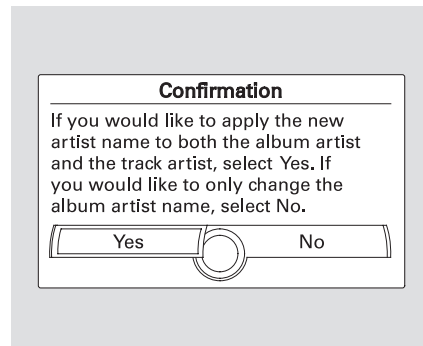 Confirmation
If you would like to apply the new
artist name to both the album artist
and the track artist, select Yes. If
you would like to only change the
album artist name, select No.
Yes
No